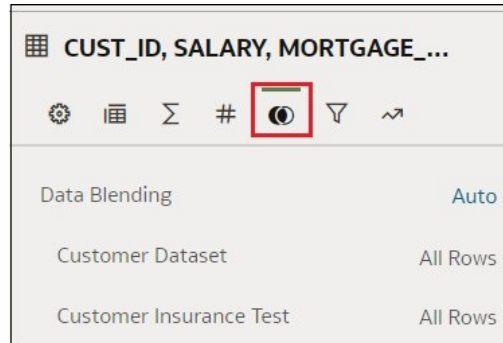 CUST_ID, SALARY, MORTGAGE_...
#
Data Blending Auto
Customer Dataset All Rows
Customer Insurance Test All Rows